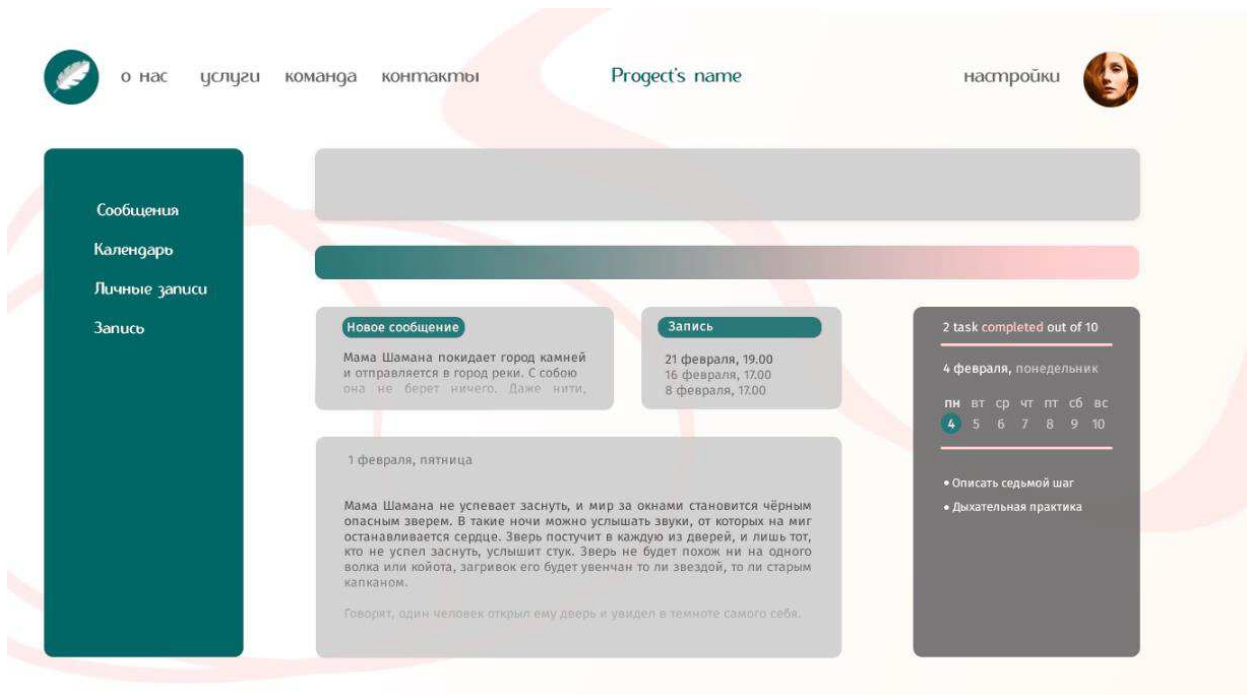 о нас услуги команда контакты Progect's name настройки
Сообщения
Календарь
Личные записи
Запись
Новое сообщение
Мама Шамана покидает город камней
и отправляется в город реки. С собою
она не берет ничего. Даже нити,
Запись
21 февраля, 19.00
16 февраля, 17.00
8 февраля, 17.00
1 февраля, пятница
Мама Шамана не успевает заснуть, и мир за окнами становится чёрным
опасным зверем. В такие ночи можно услышать звуки, от которых на миг
останавливается сердце. Зверь постучит в каждую из дверей, и лишь тот,
кто не успел заснуть, услышит стук. Зверь не будет похож ни на одного
волка или койота, загривок его будет увенчан то ли звездой, то ли старым
капканом.
Говорят, один человек открыл ему дверь и увидел в темноте самого себя.
2 task completed out of 10
4 февраля, понедельник
пн вт ср чт пт сб вс
4 5 6 7 8 9 10
• Описать седьмой шаг
• Дыхательная практика